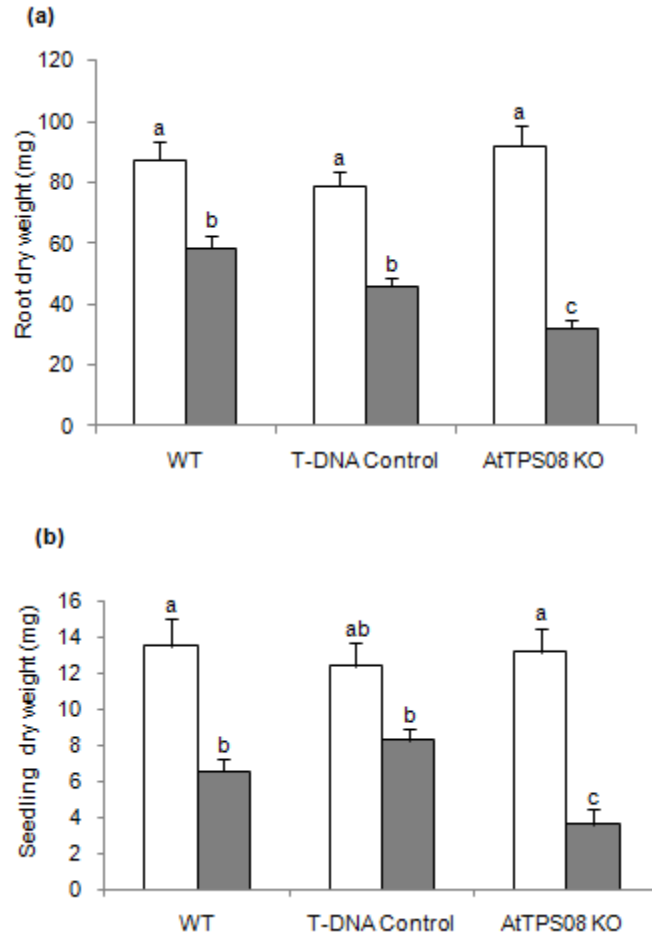 (a)
Root dry weight (mg)
120
100
80
60
40
20
0
a
b
a
b
a
c
WT
T-DNA Control
AtTPS08 KO
(b)
Seedling dry weight (mg)
16
14
12
10
8
6
4
2
0
a
b
ab
b
a
c
WT
T-DNA Control
AtTPS08 KO